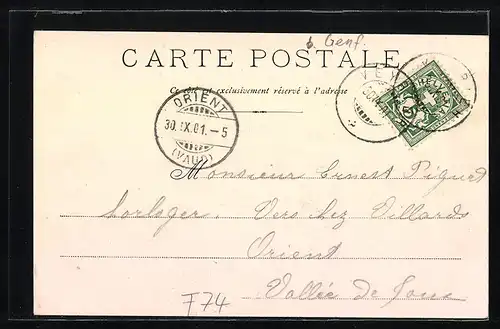 b. Genf.
CARTE POSTALE
Ce côté est exclusivement réservé à l'adresse
ORIENT
30.IX.01.-5
(VAUD)
Monsieur Ernest Piguet
horloger. Vers chez Villards
Orient
Vallée de Joux
F74